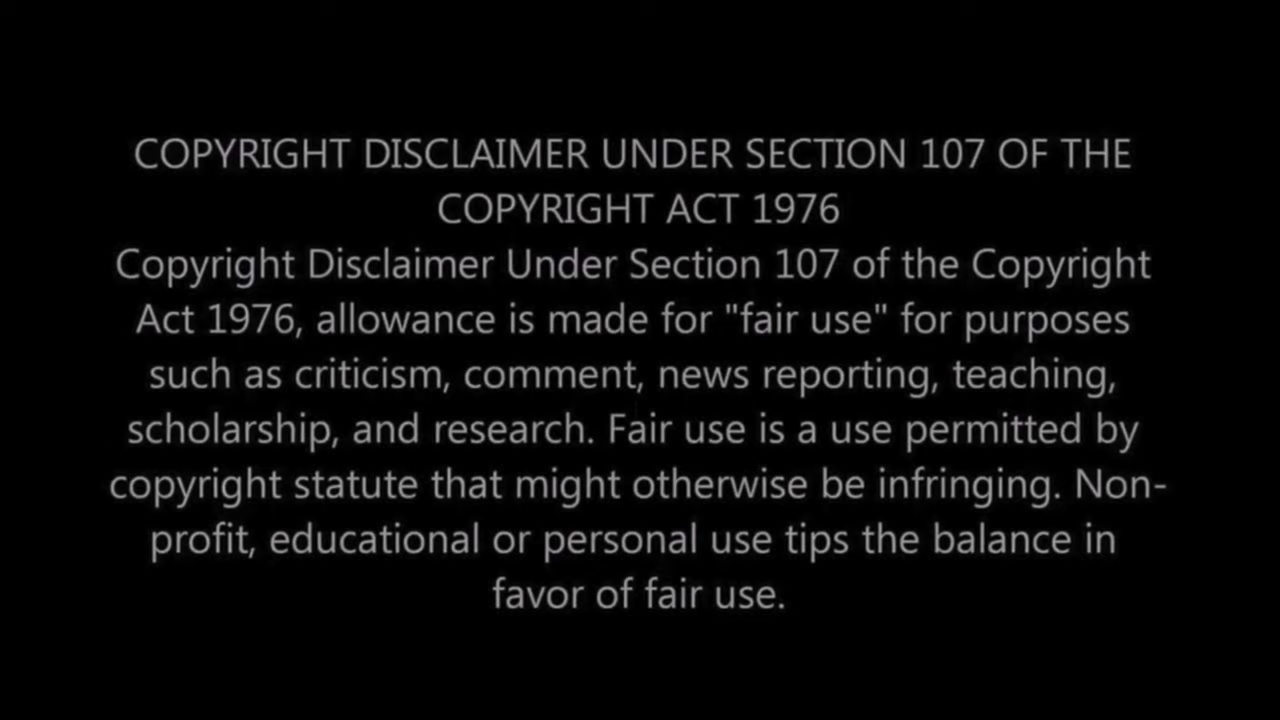 COPYRIGHT DISCLAIMER UNDER SECTION 107 OF THE
COPYRIGHT ACT 1976
Copyright Disclaimer Under Section 107 of the Copyright
Act 1976, allowance is made for "fair use" for purposes
such as criticism, comment, news reporting, teaching,
scholarship, and research. Fair use is a use permitted by
copyright statute that might otherwise be infringing. Non-
profit, educational or personal use tips the balance in
favor of fair use.